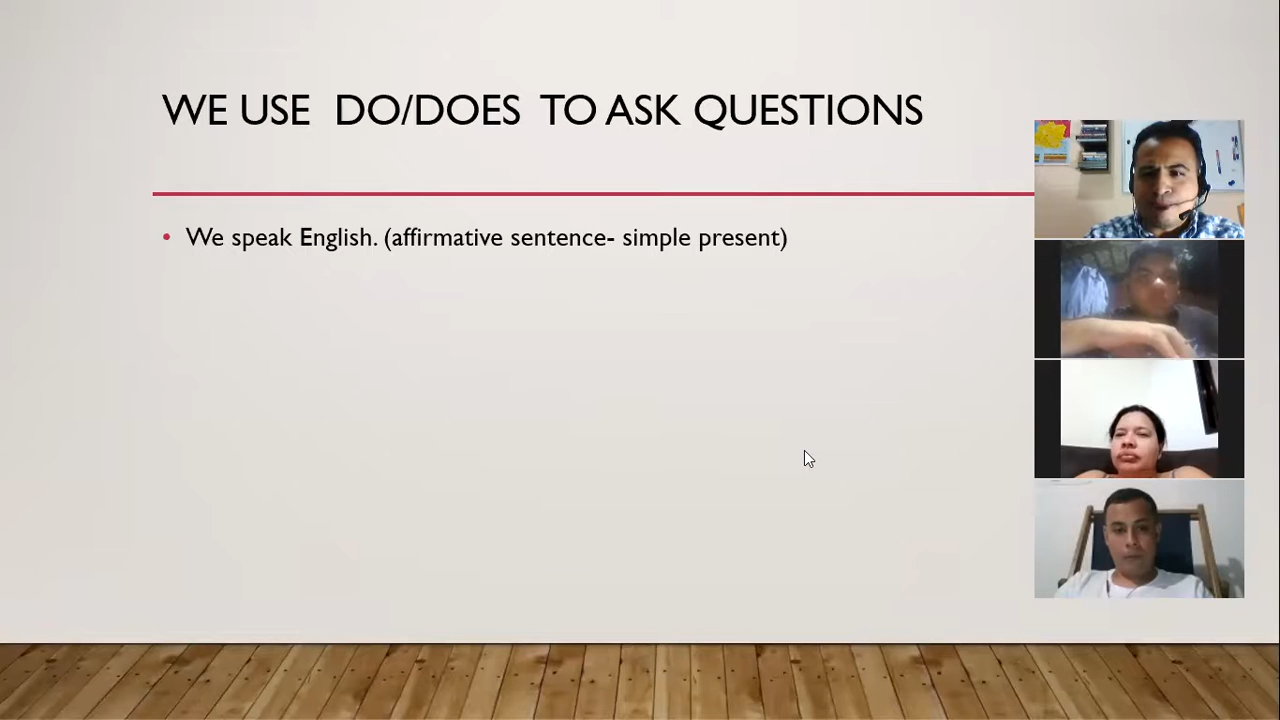 WE USE DO/DOES TO ASK QUESTIONS
• We speak English. (affirmative sentence- simple present)